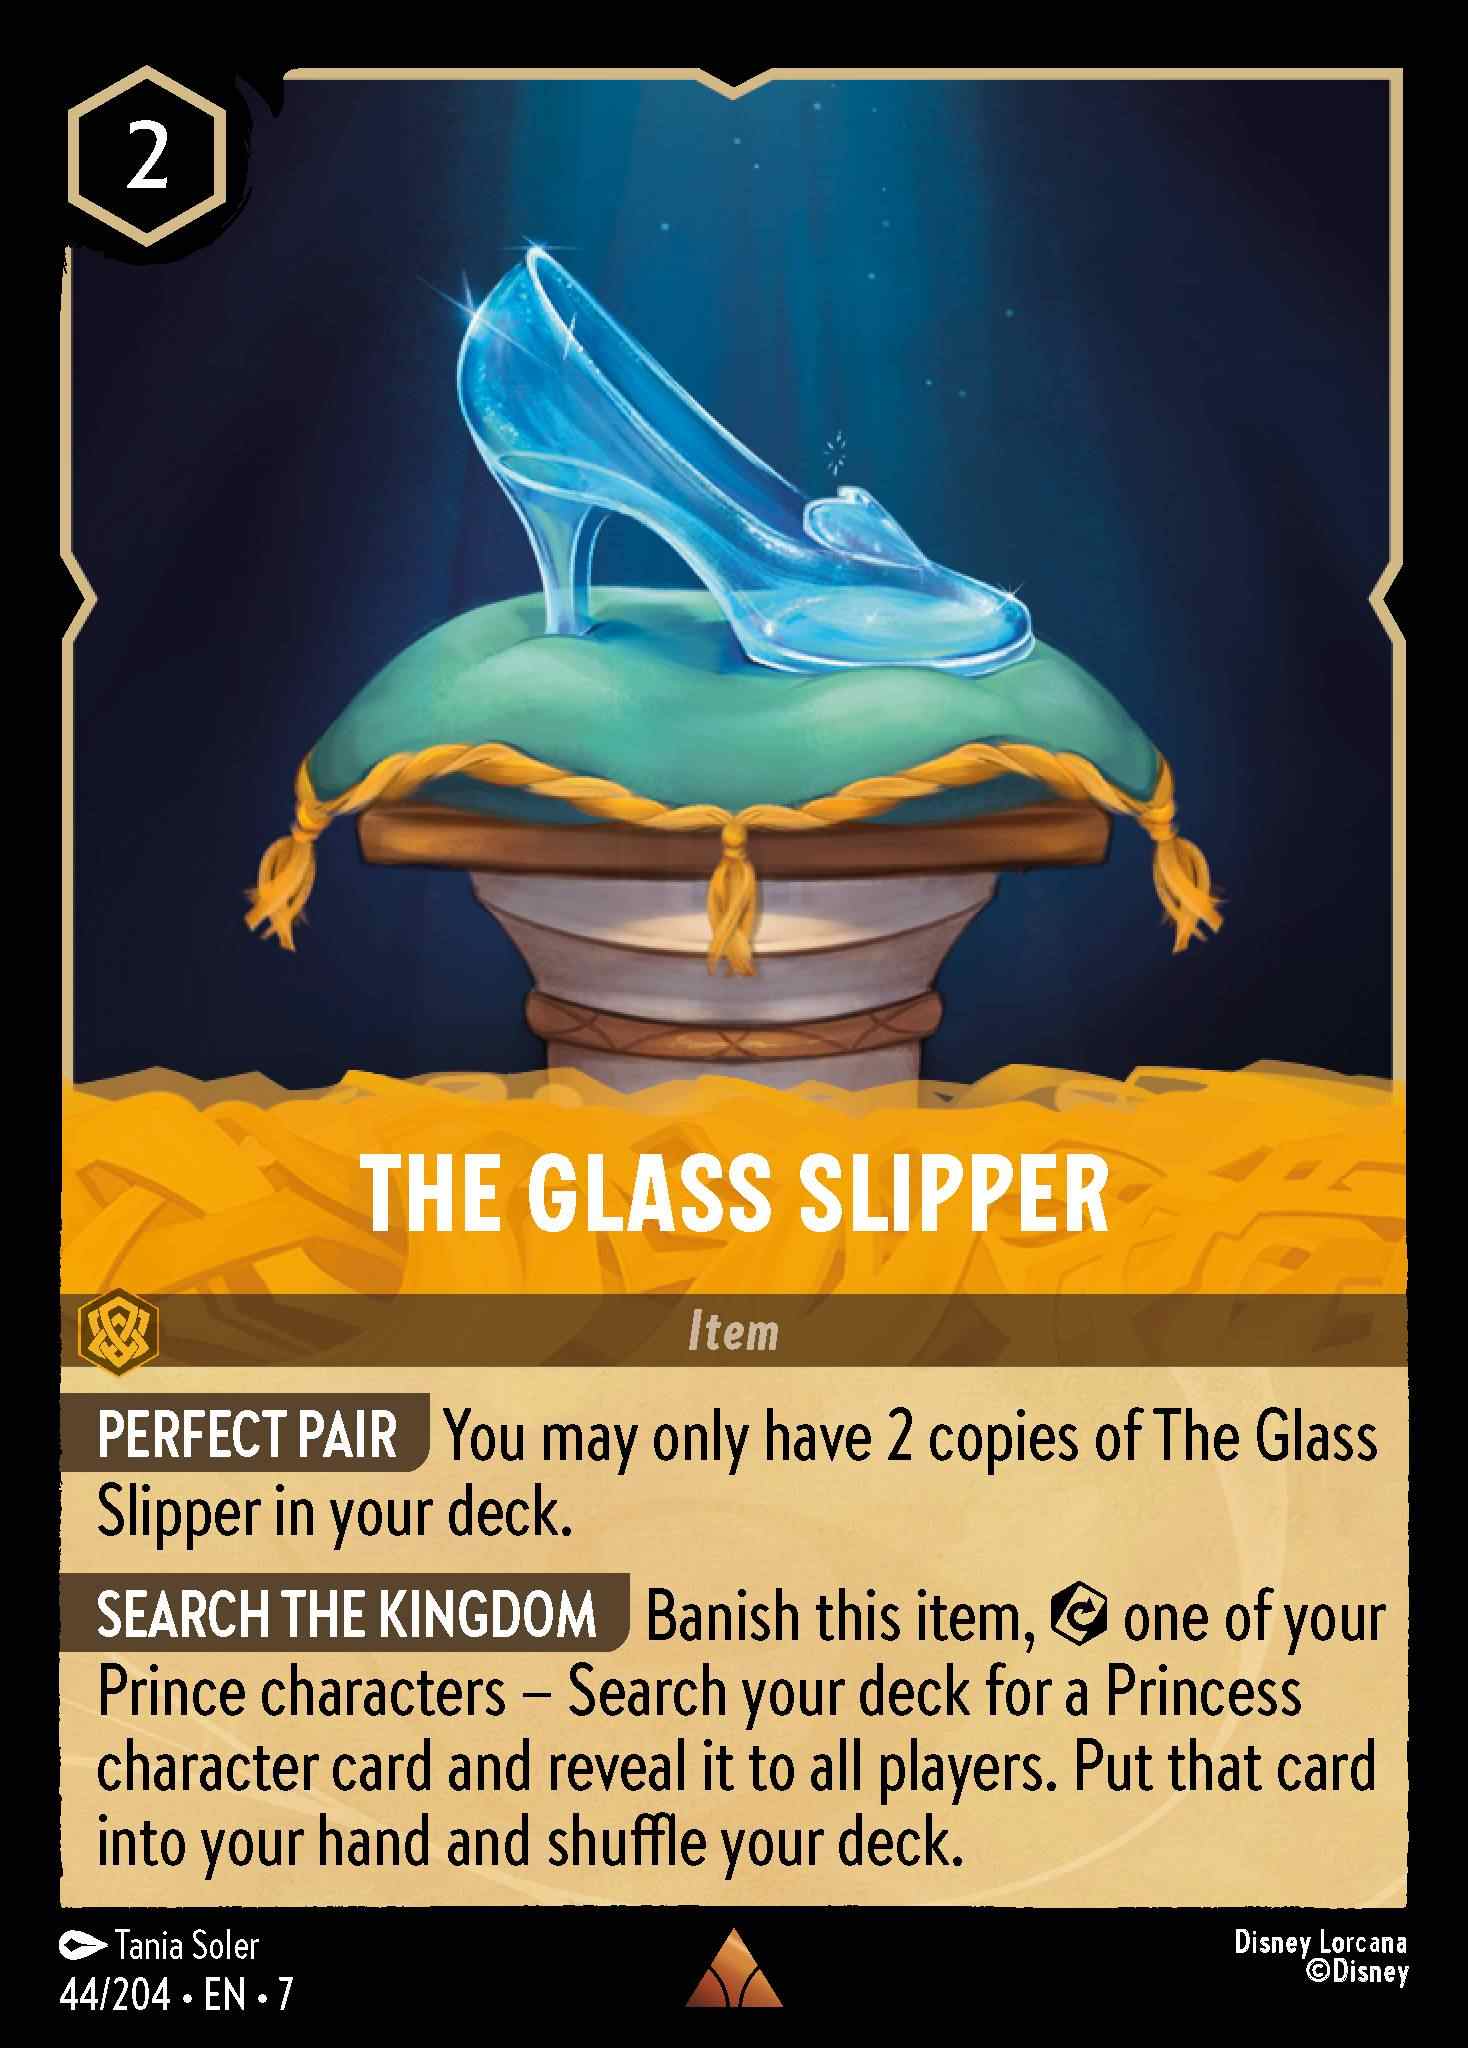 2
THE GLASS SLIPPER
Item
PERFECT PAIR You may only have 2 copies of The Glass
Slipper in your deck.
SEARCH THE KINGDOM Banish this item, one of your
Prince characters – Search your deck for a Princess
character card and reveal it to all players. Put that card
into your hand and shuffle your deck.
Tania Soler
44/204 • EN • 7
Disney Lorcana
©Disney